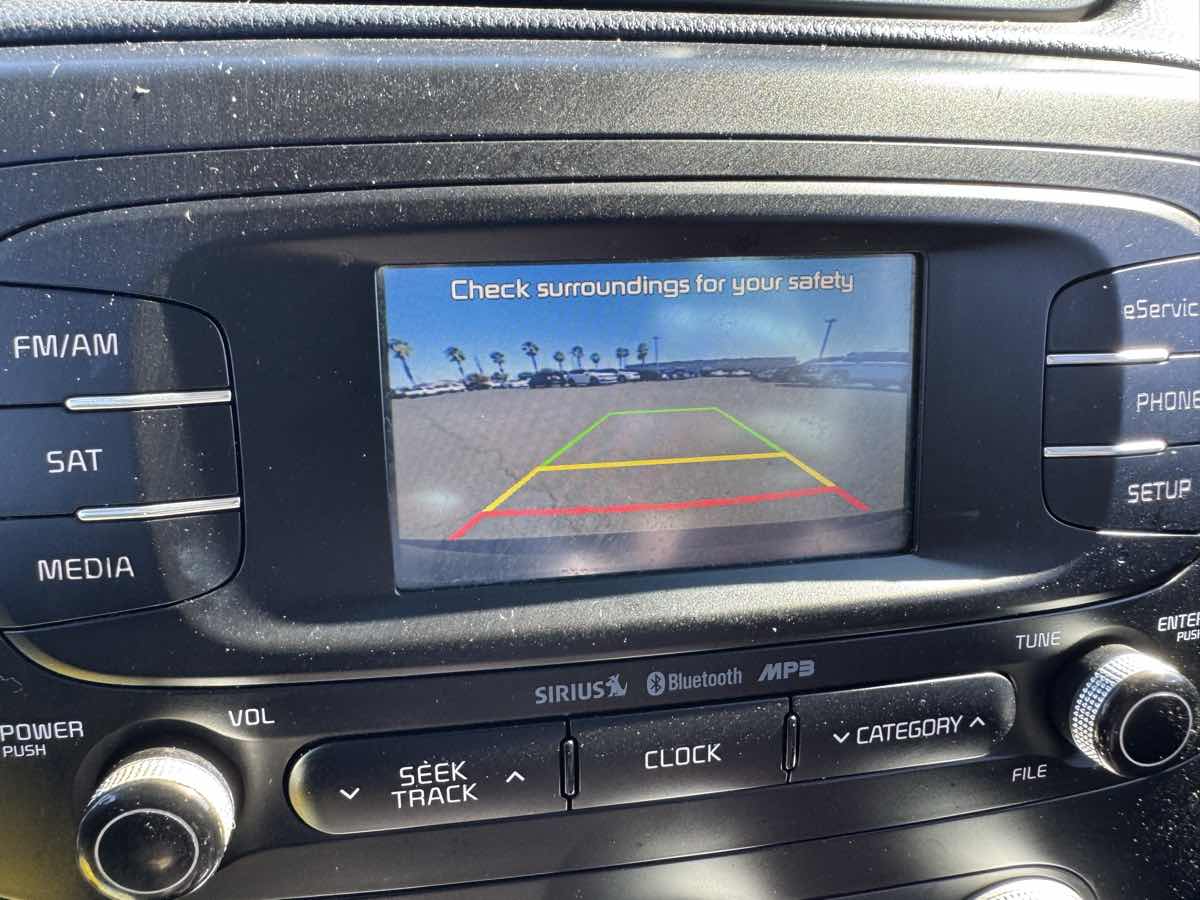 Check surroundings for your safety
FM/AM
SAT
MEDIA
eServic
PHONE
SETUP
SIRIUS Bluetooth MP3
POWER
PUSH
VOL
SEEK
TRACK
CLOCK
CATEGORY
TUNE
FILE
ENTER
PUSH